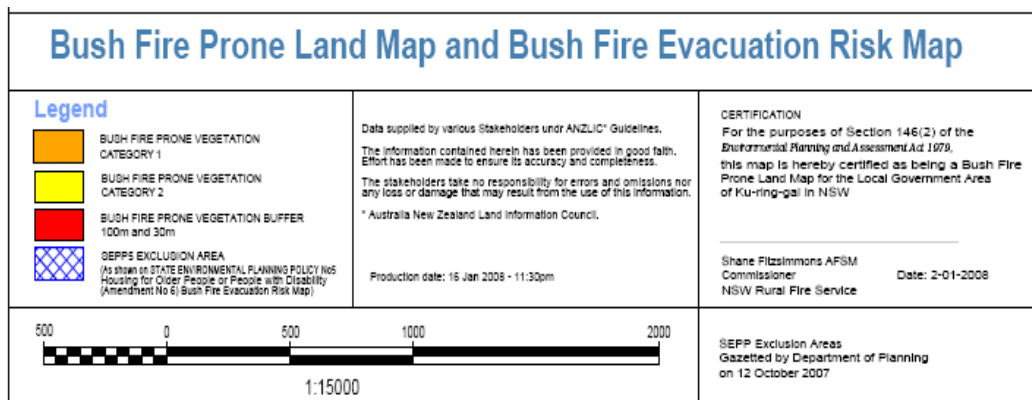 Bush Fire Prone Land Map and Bush Fire Evacuation Risk Map
Legend
BUSH FIRE PRONE VEGETATION
CATEGORY 1
BUSH FIRE PRONE VEGETATION
CATEGORY 2
BUSH FIRE PRONE VEGETATION BUFFER
100m and 30m
SEPP5 EXCLUSION AREA
(As shown on STATE ENVIRONMENTAL PLANNING POLICY No5
Housing for Older People or People with Disability
(Amendment No 6) Bush Fire Evacuation Risk Map)
Data supplied by various Stakeholders undr ANZLIC* Guidelines.
The information contained herein has been provided in good faith.
Effort has been made to ensure its accuracy and completeness.
The stakeholders take no responsibility for errors and omissions nor
any loss or damage that may result from the use of this information.
* Australia New Zealand Land Information Council.
Production date: 16 Jan 2008 - 11:30pm
CERTIFICATION
For the purposes of Section 146(2) of the
Environmental Planning and Assessment Act 1979,
this map is hereby certified as being a Bush Fire
Prone Land Map for the Local Government Area
of Ku-ring-gai in NSW
Shane Fitzsimmons AFSM
Commissioner Date: 2-01-2008
NSW Rural Fire Service
500 0 500 1000 2000
1:15000
SEPP Exclusion Areas
Gazetted by Department of Planning
on 12 October 2007